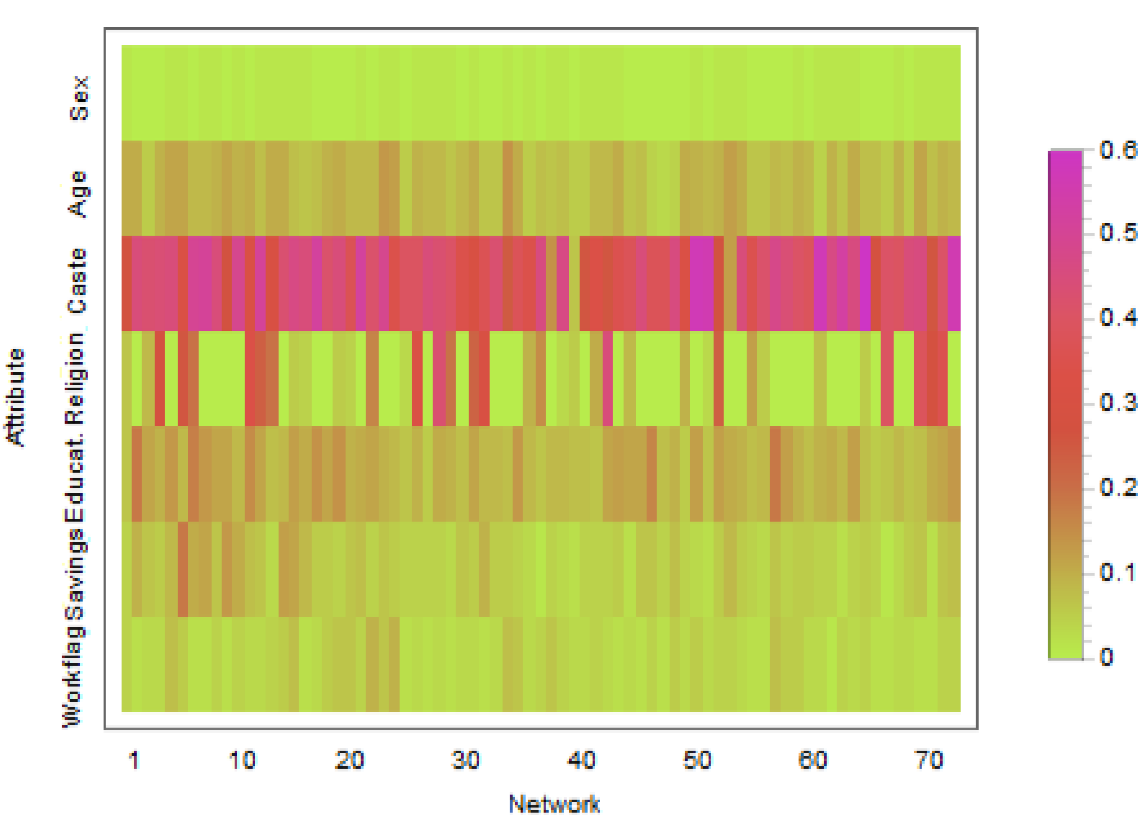 Attribute
Sex
Age
Caste
Religion
Educat.
Savings
Workflag
1 10 20 30 40 50 60 70
Network
0.6
0.5
0.4
0.3
0.2
0.1
0